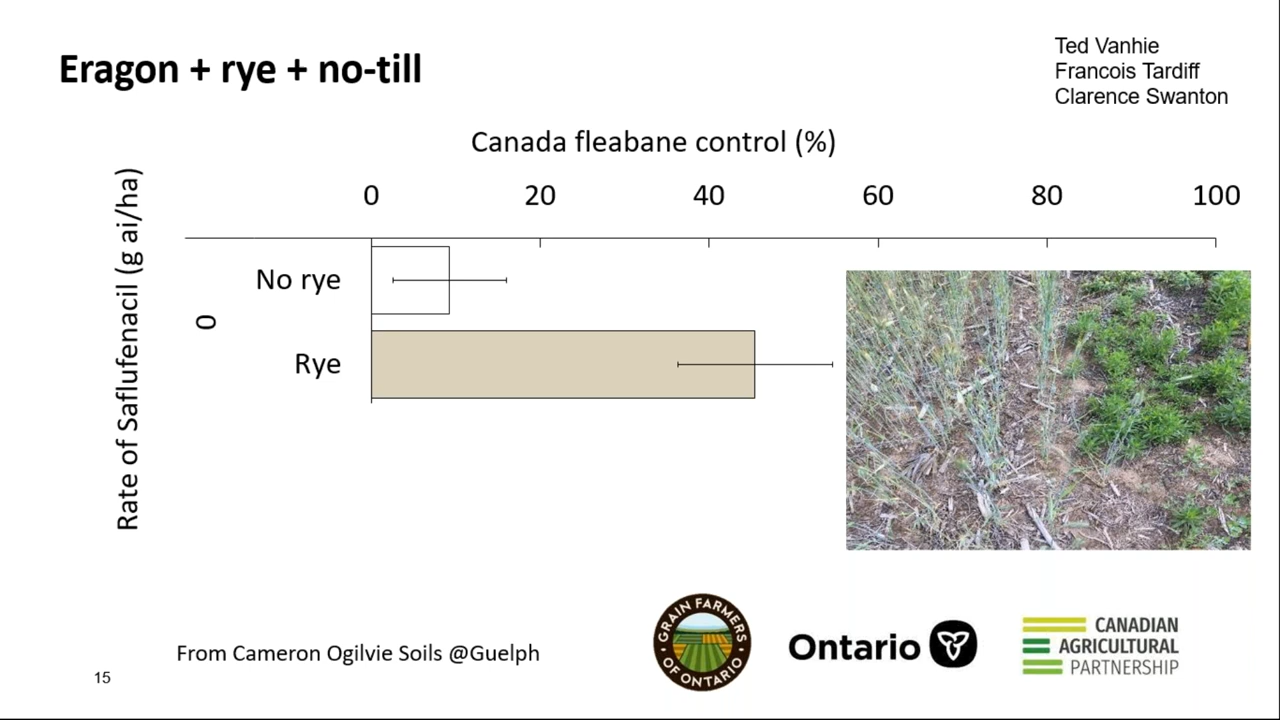 Eragon + rye + no-till
Ted Vanhie
Francois Tardiff
Clarence Swanton
Canada fleabane control (%)
0 20 40 60 80 100
Rate of Saflufenacil (g ai/ha)
0
No rye
Rye
From Cameron Ogilvie Soils @Guelph
15
GRAIN FARMERS
OF ONTARIO
Ontario
CANADIAN
AGRICULTURAL
PARTNERSHIP